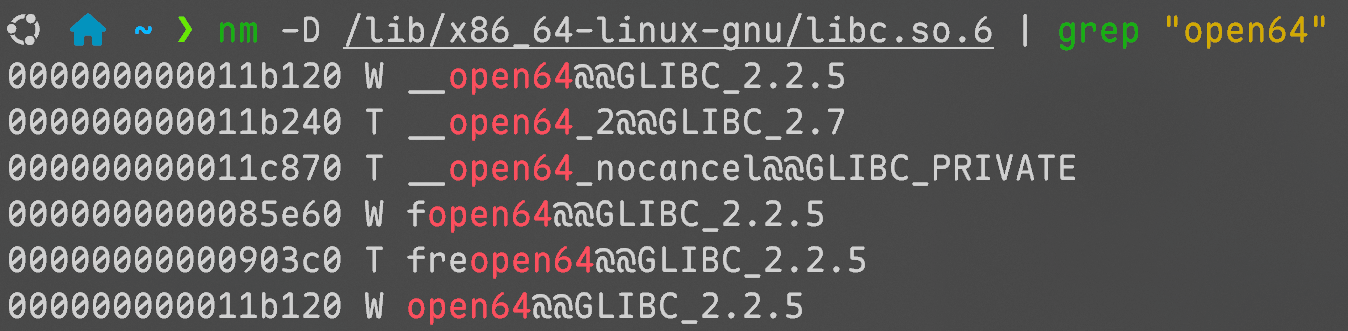 ~ ❯ nm -D /lib/x86_64-linux-gnu/libc.so.6 | grep "open64"
000000000011b120 W __open64@@GLIBC_2.2.5
000000000011b240 T __open64_2@@GLIBC_2.7
000000000011c870 T __open64_nocancel@@GLIBC_PRIVATE
0000000000085e60 W fopen64@@GLIBC_2.2.5
00000000000903c0 T freopen64@@GLIBC_2.2.5
000000000011b120 W open64@@GLIBC_2.2.5